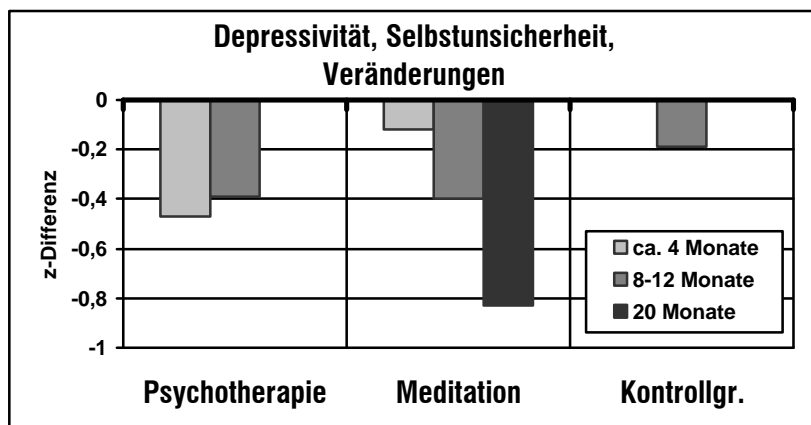 Depressivität, Selbstunsicherheit,
Veränderungen
z-Differenz
0
-0,2
-0,4
-0,6
-0,8
-1
ca. 4 Monate
8-12 Monate
20 Monate
Psychotherapie Meditation Kontrollgr.